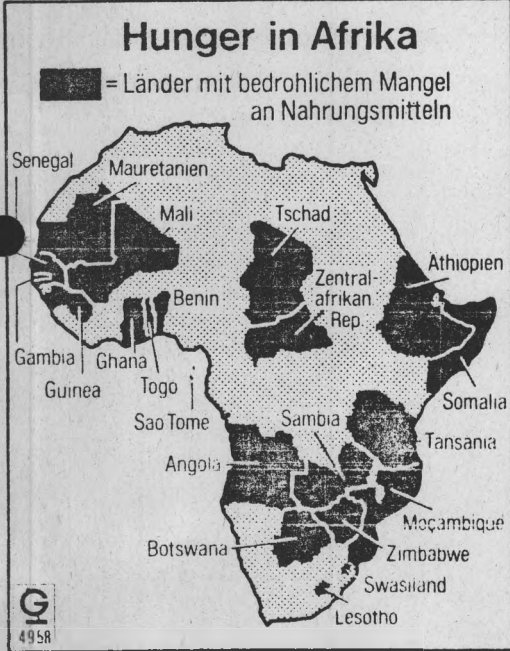 Hunger in Afrika
= Länder mit bedrohlichem Mangel
an Nahrungsmitteln
Senegal
Mauretanien
Mali
Tschad
Äthiopien
Zentral-
afrikan
Rep.
Benin
Gambia
Guinea
Ghana
Togo
Sao Tome
Somalia
Sambia
Tansania
Angola
Moçambique
Botswana
Zimbabwe
Swasiland
Lesotho
G
4958